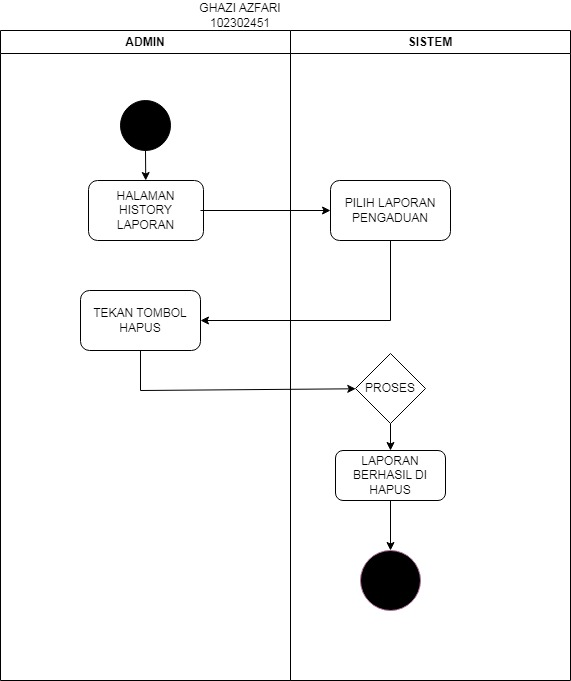 GHAZI AZFARI
102302451
ADMIN
SISTEM
HALAMAN
HISTORY
LAPORAN
PILIH LAPORAN
PENGADUAN
TEKAN TOMBOL
HAPUS
PROSES
LAPORAN
BERHASIL DI
HAPUS